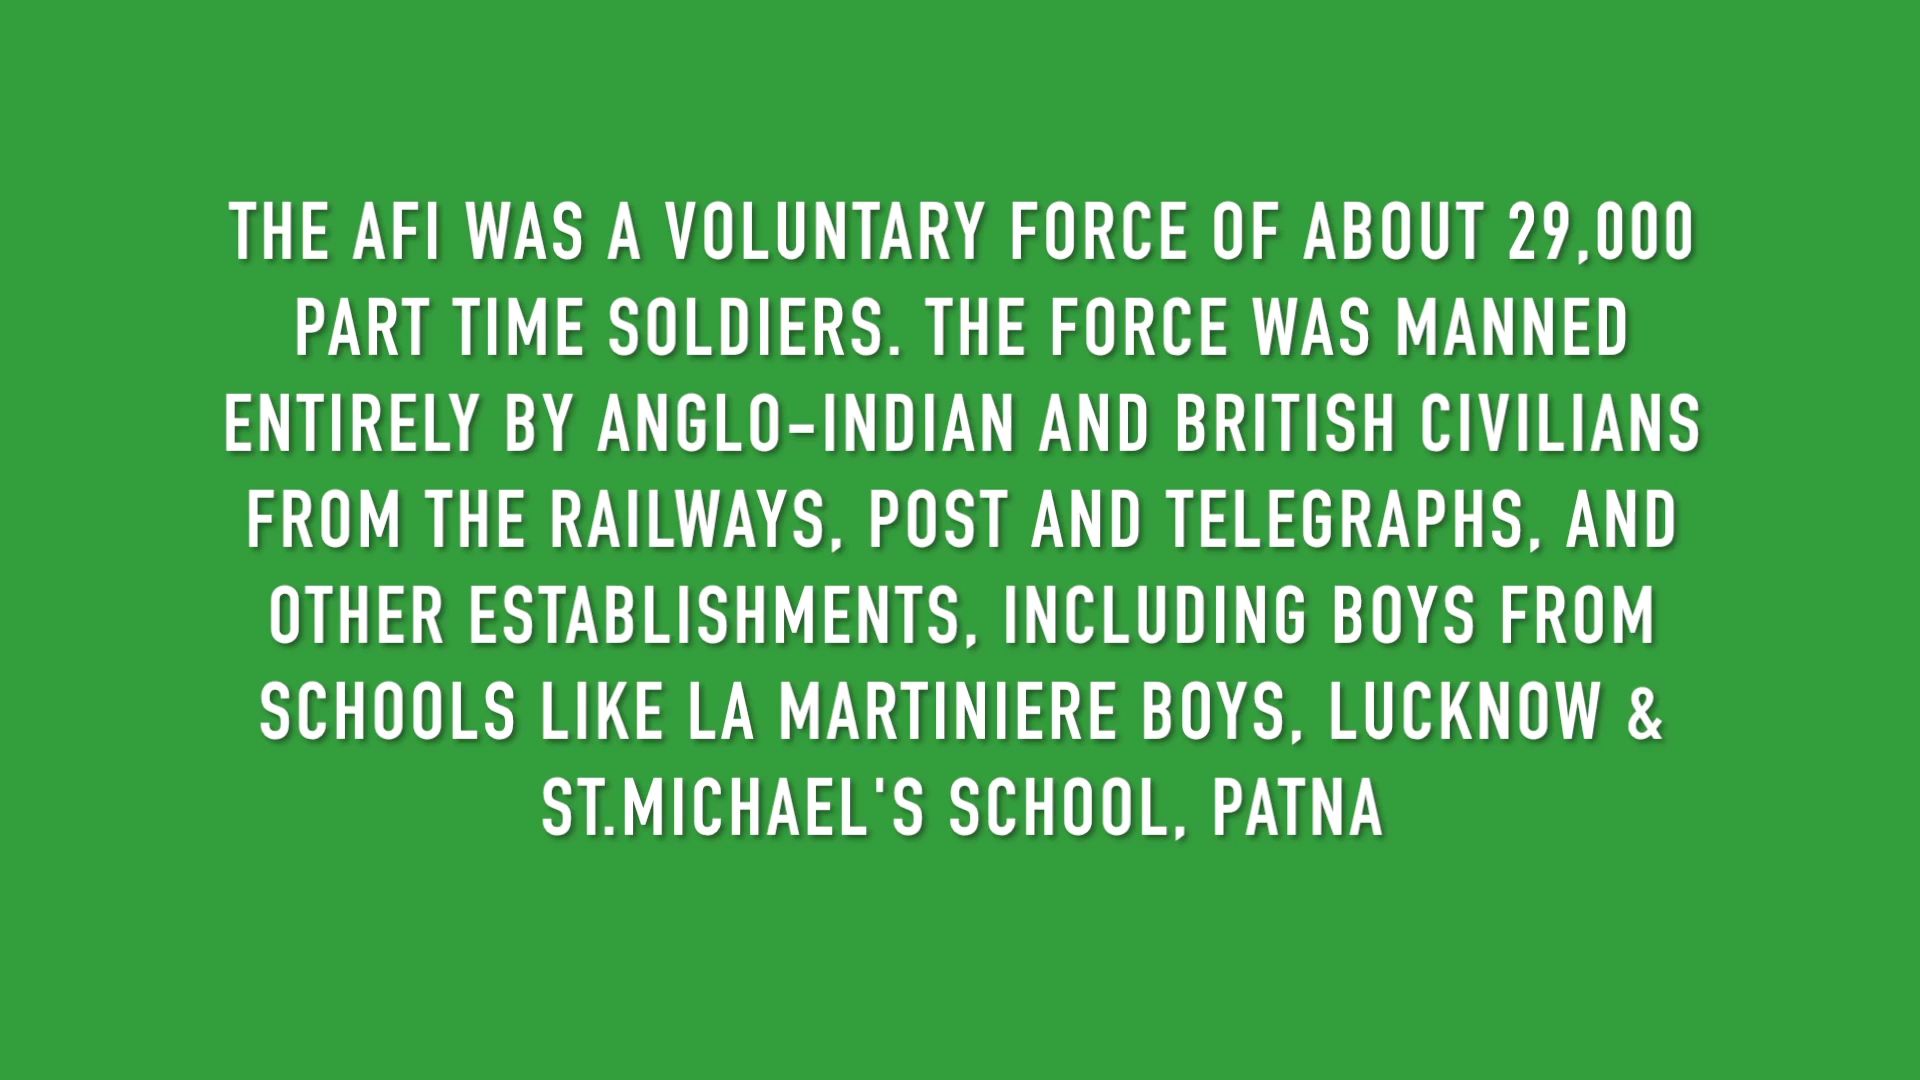 THE AFI WAS A VOLUNTARY FORCE OF ABOUT 29,000
PART TIME SOLDIERS. THE FORCE WAS MANNED
ENTIRELY BY ANGLO-INDIAN AND BRITISH CIVILIANS
FROM THE RAILWAYS, POST AND TELEGRAPHS, AND
OTHER ESTABLISHMENTS, INCLUDING BOYS FROM
SCHOOLS LIKE LA MARTINIERE BOYS, LUCKNOW &
ST.MICHAEL'S SCHOOL, PATNA